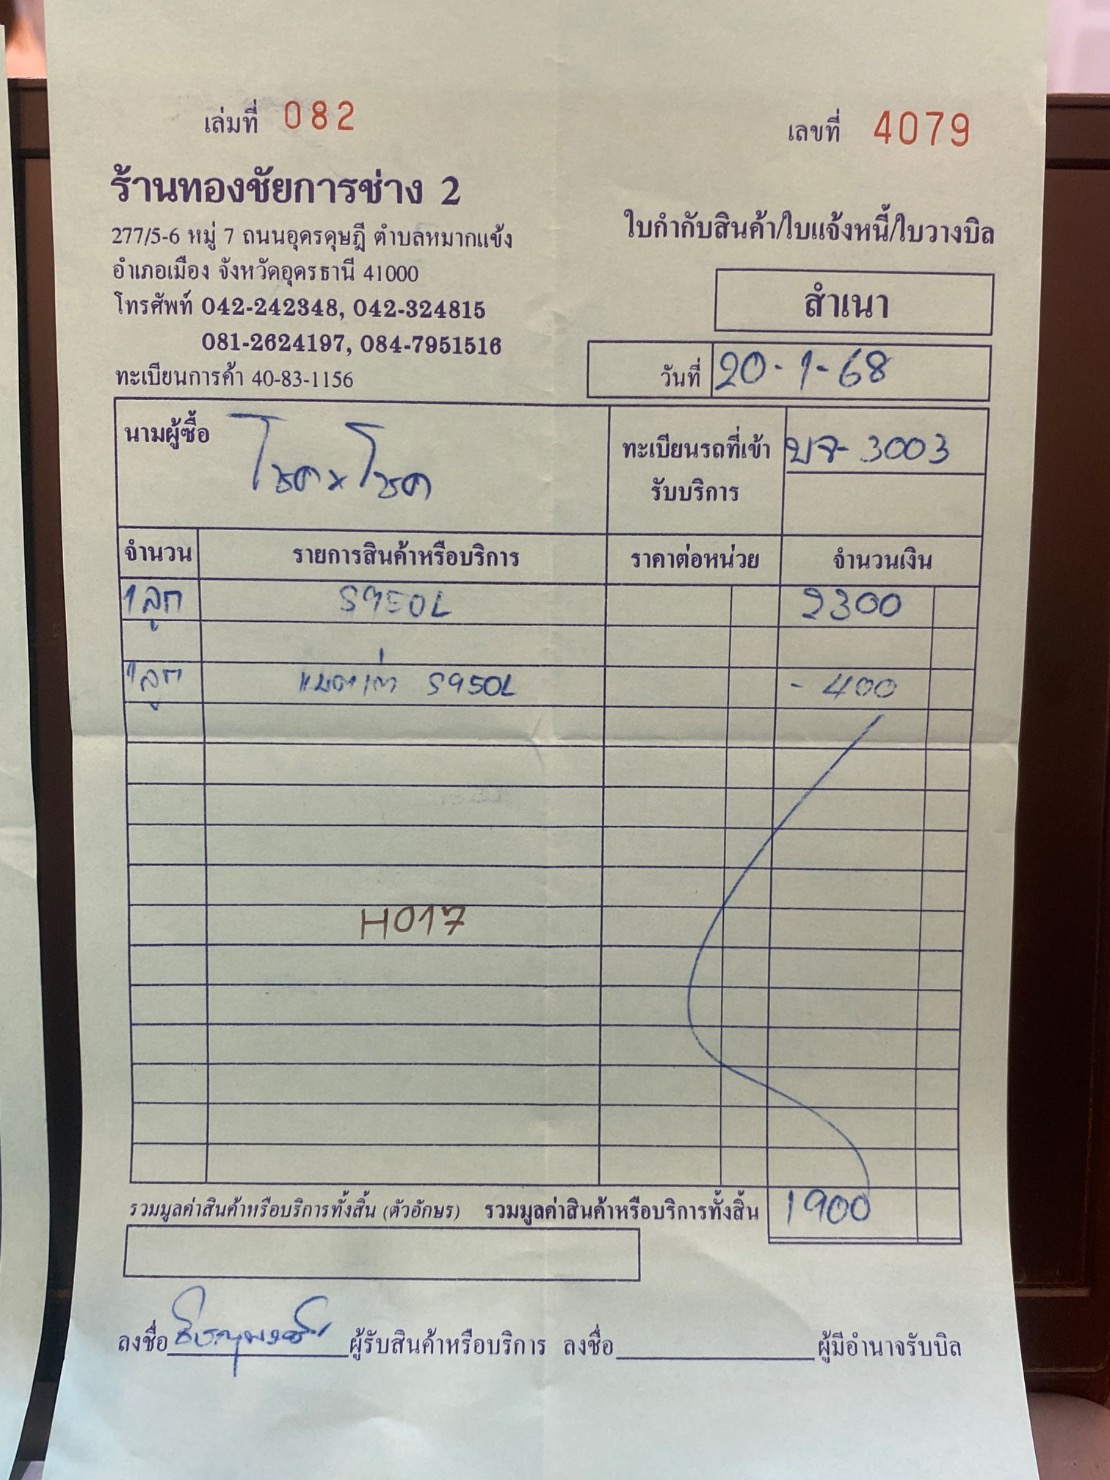 เล่มที่ 082
เลขที่ 4079
ร้านทองชัยการช่าง 2
277/5-6 หมู่ 7 ถนนอุดรดุษฎี ตำบลหมากแข้ง
อำเภอเมือง จังหวัดอุดรธานี 41000
โทรศัพท์ 042-242348, 042-324815
081-2624197, 084-7951516
ทะเบียนการค้า 40-83-1156
ใบกำกับสินค้า/ใบแจ้งหนี้/ใบวางบิล
สำเนา
วันที่ 20-1-68
นามผู้ซื้อ โชค x โชค
ทะเบียนรถที่เข้ารับบริการ บจ-3003
จำนวน รายการสินค้าหรือบริการ ราคาต่อหน่วย จำนวนเงิน
1 ลูก S950L 2300
1 ลูก แบตเก่า S950L - 400
H017
รวมมูลค่าสินค้าหรือบริการทั้งสิ้น (ตัวอักษร) รวมมูลค่าสินค้าหรือบริการทั้งสิ้น 1900
ลงชื่อ ผู้รับสินค้าหรือบริการ ลงชื่อ ผู้มีอำนาจรับบิล